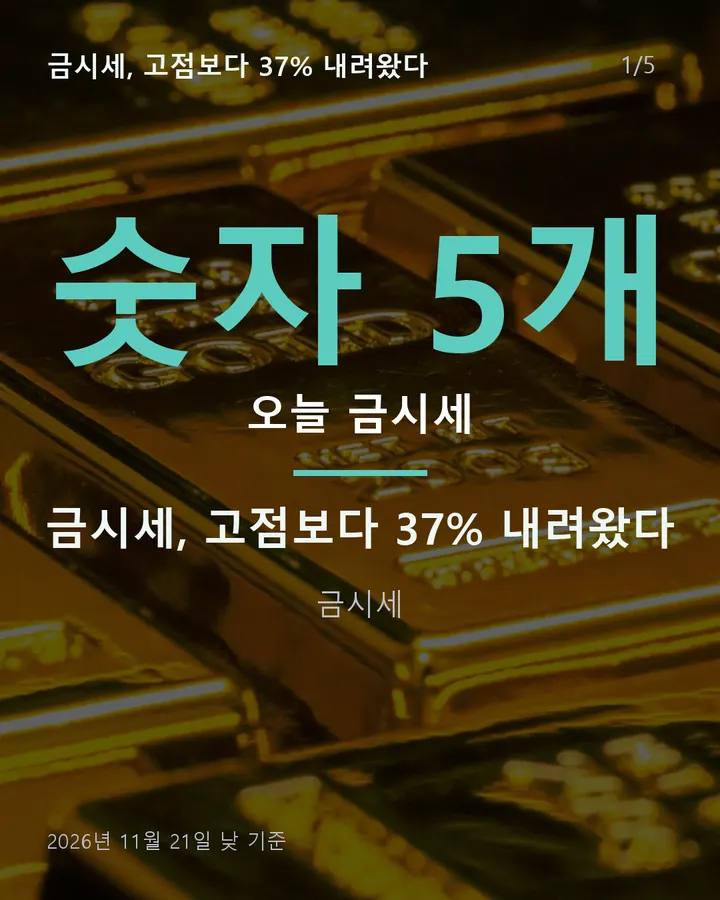 금시세, 고점보다 37% 내려왔다
1/5
숫자 5개
오늘 금시세
금시세, 고점보다 37% 내려왔다
금시세
2026년 11월 21일 낮 기준